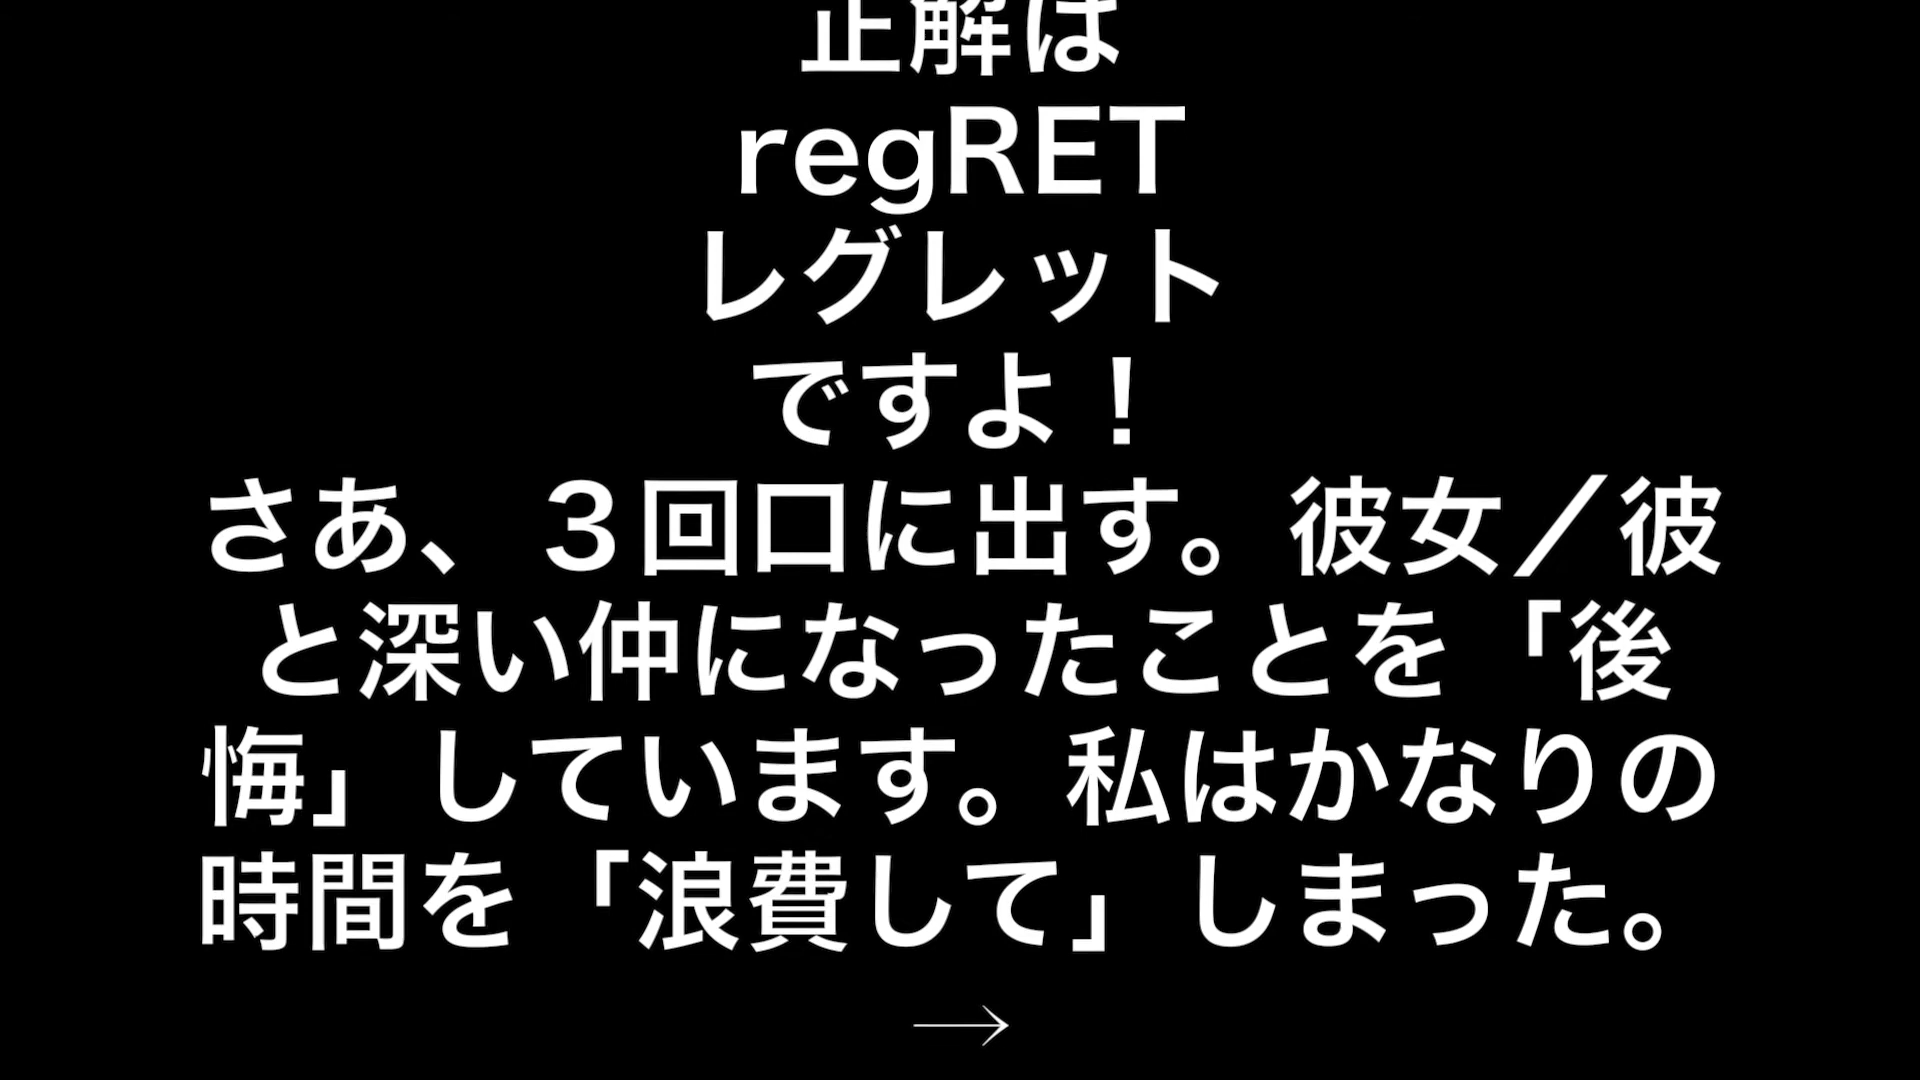 正解は
regRET
レグレット
ですよ！
さあ、３回口に出す。彼女／彼
と深い仲になったことを「後
悔」しています。私はかなりの
時間を「浪費して」しまった。
→